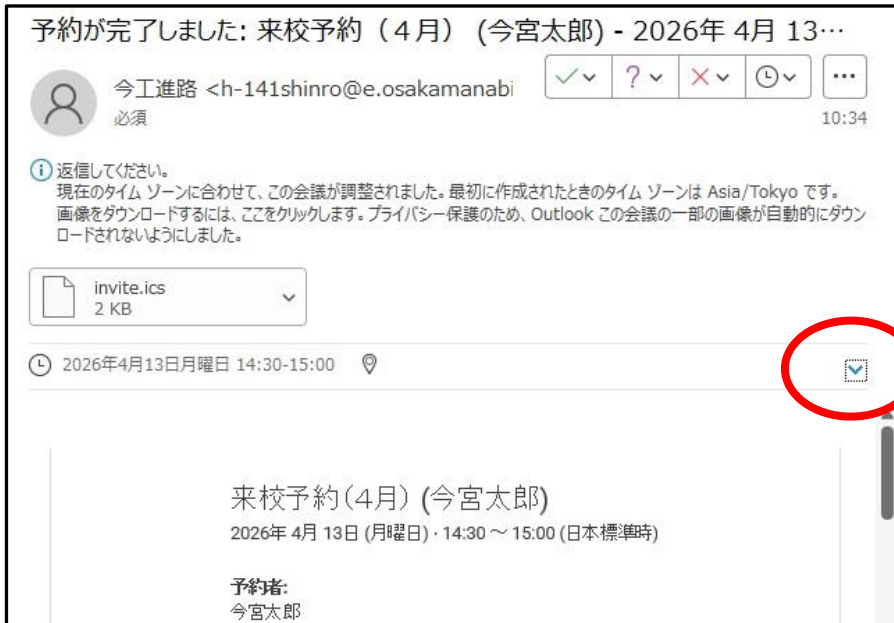 予約が完了しました: 来校予約（４月） (今宮太郎) - 2026年 4月 13…
今工進路 <h-141shinro@e.osakamanabi
必須
10:34
返信してください。
現在のタイム ゾーンに合わせて、この会議が調整されました。最初に作成されたときのタイム ゾーンは Asia/Tokyo です。
画像をダウンロードするには、ここをクリックします。プライバシー保護のため、Outlook この会議の一部の画像が自動的にダウン
ロードされないようにしました。
invite.ics
2 KB
2026年4月13日月曜日 14:30-15:00
来校予約（4月） (今宮太郎)
2026年 4月 13日 (月曜日) · 14:30 ～ 15:00 (日本標準時)
予約者:
今宮太郎